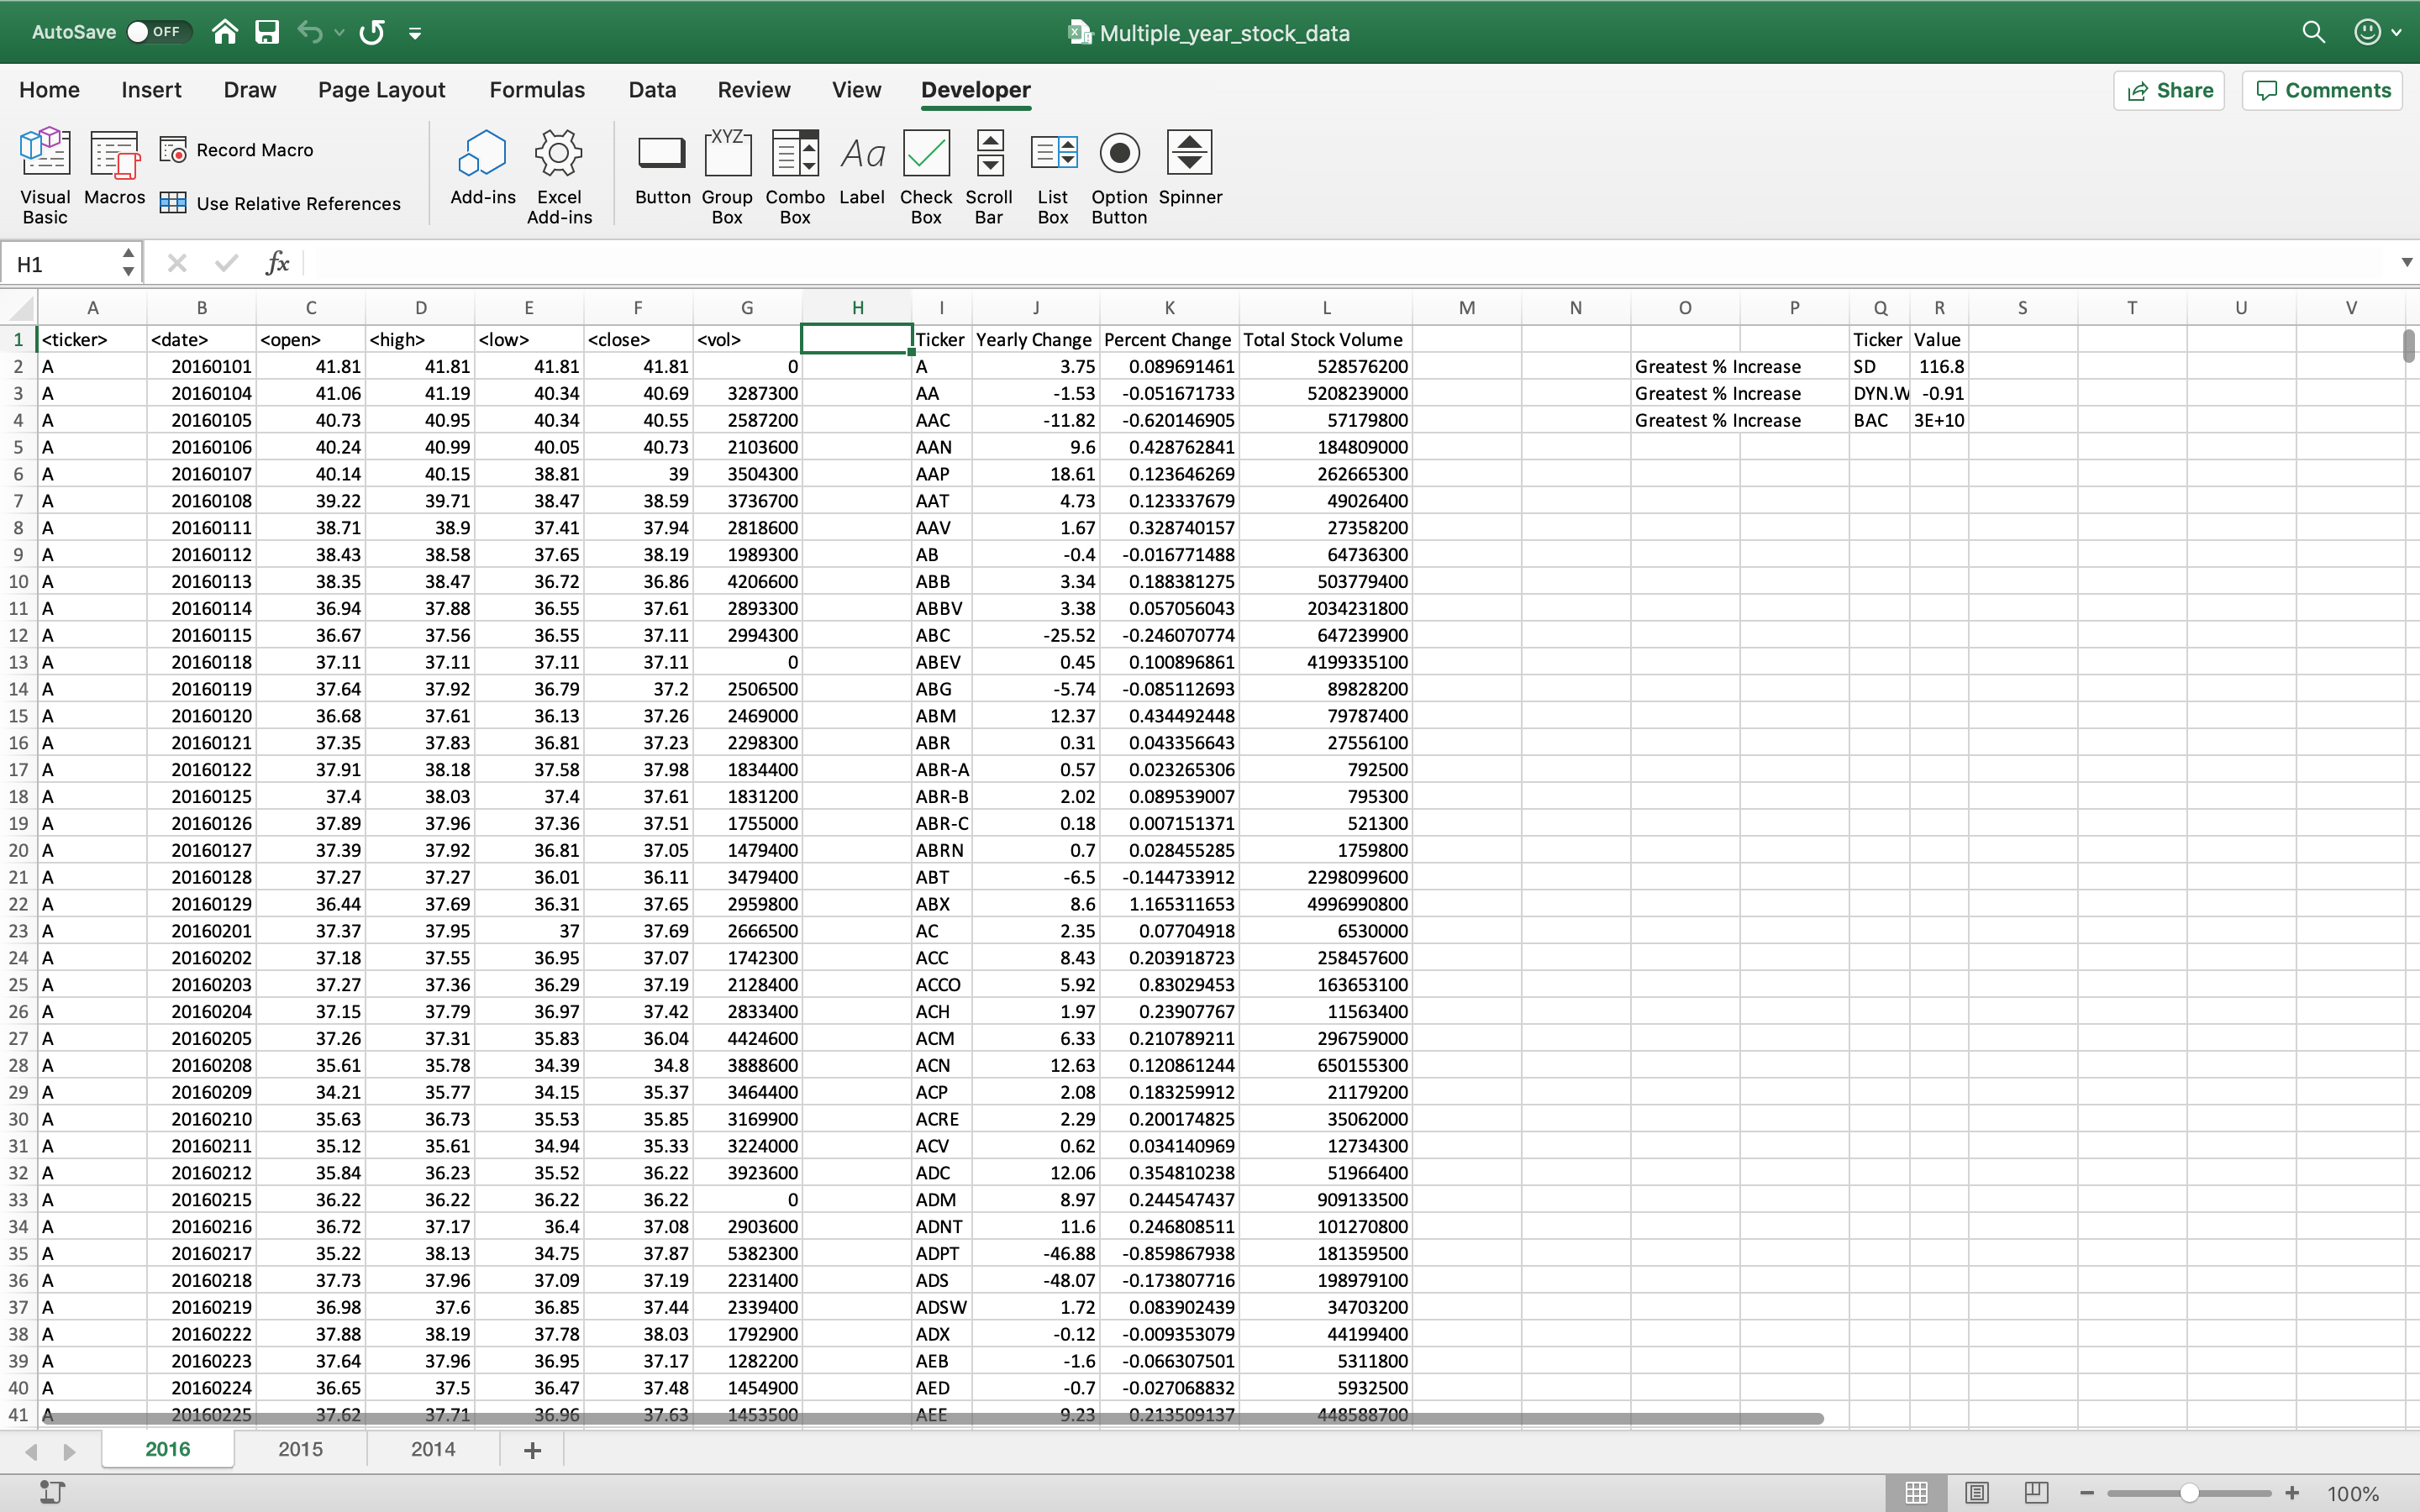 AutoSave OFF Multiple_year_stock_data
Home Insert Draw Page Layout Formulas Data Review View Developer Share Comments
Visual Basic Macros Record Macro Use Relative References Add-ins Excel Add-ins Button Group Box Combo Box Label Check Box Scroll Bar List Box Option Button Spinner
XYZ Aa
H1 fx
A B C D E F G H I J K L M N O P Q R S T U V
1 <ticker> <date> <open> <high> <low> <close> <vol> Ticker Yearly Change Percent Change Total Stock Volume Ticker Value
2 A 20160101 41.81 41.81 41.81 41.81 0 A 3.75 0.089691461 528576200 Greatest % Increase SD 116.8
3 A 20160104 41.06 41.19 40.34 40.69 3287300 AA -1.53 -0.051671733 5208239000 Greatest % Increase DYN.W -0.91
4 A 20160105 40.73 40.95 40.34 40.55 2587200 AAC -11.82 -0.620146905 57179800 Greatest % Increase BAC 3E+10
5 A 20160106 40.24 40.99 40.05 40.73 2103600 AAN 9.6 0.428762841 184809000
6 A 20160107 40.14 40.15 38.81 39 3504300 AAP 18.61 0.123646269 262665300
7 A 20160108 39.22 39.71 38.47 38.59 3736700 AAT 4.73 0.123337679 49026400
8 A 20160111 38.71 38.9 37.41 37.94 2818600 AAV 1.67 0.328740157 27358200
9 A 20160112 38.43 38.58 37.65 38.19 1989300 AB -0.4 -0.016771488 64736300
10 A 20160113 38.35 38.47 36.72 36.86 4206600 ABB 3.34 0.188381275 503779400
11 A 20160114 36.94 37.88 36.55 37.61 2893300 ABBV 3.38 0.057056043 2034231800
12 A 20160115 36.67 37.56 36.55 37.11 2994300 ABC -25.52 -0.246070774 647239900
13 A 20160118 37.11 37.11 37.11 37.11 0 ABEV 0.45 0.100896861 4199335100
14 A 20160119 37.64 37.92 36.79 37.2 2506500 ABG -5.74 -0.085112693 89828200
15 A 20160120 36.68 37.61 36.13 37.26 2469000 ABM 12.37 0.434492448 79787400
16 A 20160121 37.35 37.83 36.81 37.23 2298300 ABR 0.31 0.043356643 27556100
17 A 20160122 37.91 38.18 37.58 37.98 1834400 ABR-A 0.57 0.023265306 792500
18 A 20160125 37.4 38.03 37.4 37.61 1831200 ABR-B 2.02 0.089539007 795300
19 A 20160126 37.89 37.96 37.36 37.51 1755000 ABR-C 0.18 0.007151371 521300
20 A 20160127 37.39 37.92 36.81 37.05 1479400 ABRN 0.7 0.028455285 1759800
21 A 20160128 37.27 37.27 36.01 36.11 3479400 ABT -6.5 -0.144733912 2298099600
22 A 20160129 36.44 37.69 36.31 37.65 2959800 ABX 8.6 1.165311653 4996990800
23 A 20160201 37.37 37.95 37 37.69 2666500 AC 2.35 0.07704918 6530000
24 A 20160202 37.18 37.55 36.95 37.07 1742300 ACC 8.43 0.203918723 258457600
25 A 20160203 37.27 37.36 36.29 37.19 2128400 ACCO 5.92 0.83029453 163653100
26 A 20160204 37.15 37.79 36.97 37.42 2833400 ACH 1.97 0.23907767 11563400
27 A 20160205 37.26 37.31 35.83 36.04 4424600 ACM 6.33 0.210789211 296759000
28 A 20160208 35.61 35.78 34.39 34.8 3888600 ACN 12.63 0.120861244 650155300
29 A 20160209 34.21 35.77 34.15 35.37 3464400 ACP 2.08 0.183259912 21179200
30 A 20160210 35.63 36.73 35.53 35.85 3169900 ACRE 2.29 0.200174825 35062000
31 A 20160211 35.12 35.61 34.94 35.33 3224000 ACV 0.62 0.034140969 12734300
32 A 20160212 35.84 36.23 35.52 36.22 3923600 ADC 12.06 0.354810238 51966400
33 A 20160215 36.22 36.22 36.22 36.22 0 ADM 8.97 0.244547437 909133500
34 A 20160216 36.72 37.17 36.4 37.08 2903600 ADNT 11.6 0.246808511 101270800
35 A 20160217 35.22 38.13 34.75 37.87 5382300 ADPT -46.88 -0.859867938 181359500
36 A 20160218 37.73 37.96 37.09 37.19 2231400 ADS -48.07 -0.173807716 198979100
37 A 20160219 36.98 37.6 36.85 37.44 2339400 ADSW 1.72 0.083902439 34703200
38 A 20160222 37.88 38.19 37.78 38.03 1792900 ADX -0.12 -0.009353079 44199400
39 A 20160223 37.64 37.96 36.95 37.17 1282200 AEB -1.6 -0.066307501 5311800
40 A 20160224 36.65 37.5 36.47 37.48 1454900 AED -0.7 -0.027068832 5932500
41 A 20160225 37.62 37.71 36.96 37.63 1453500 AEE 9.23 0.213509137 448588700
2016 2015 2014
100%